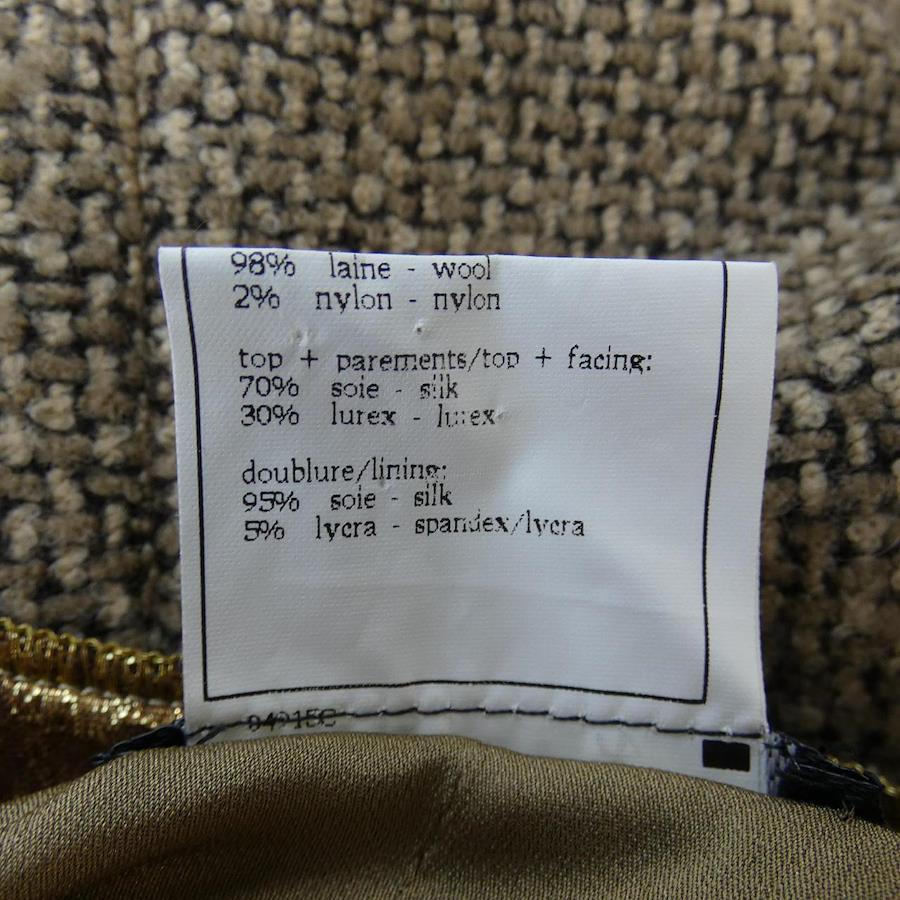 98% laine - wool
2% nylon - nylon
top + parements/top + facing:
70% soie - silk
30% lurex - lurex
doublure/lining:
95% soie - silk
5% lycra - spandex/lycra